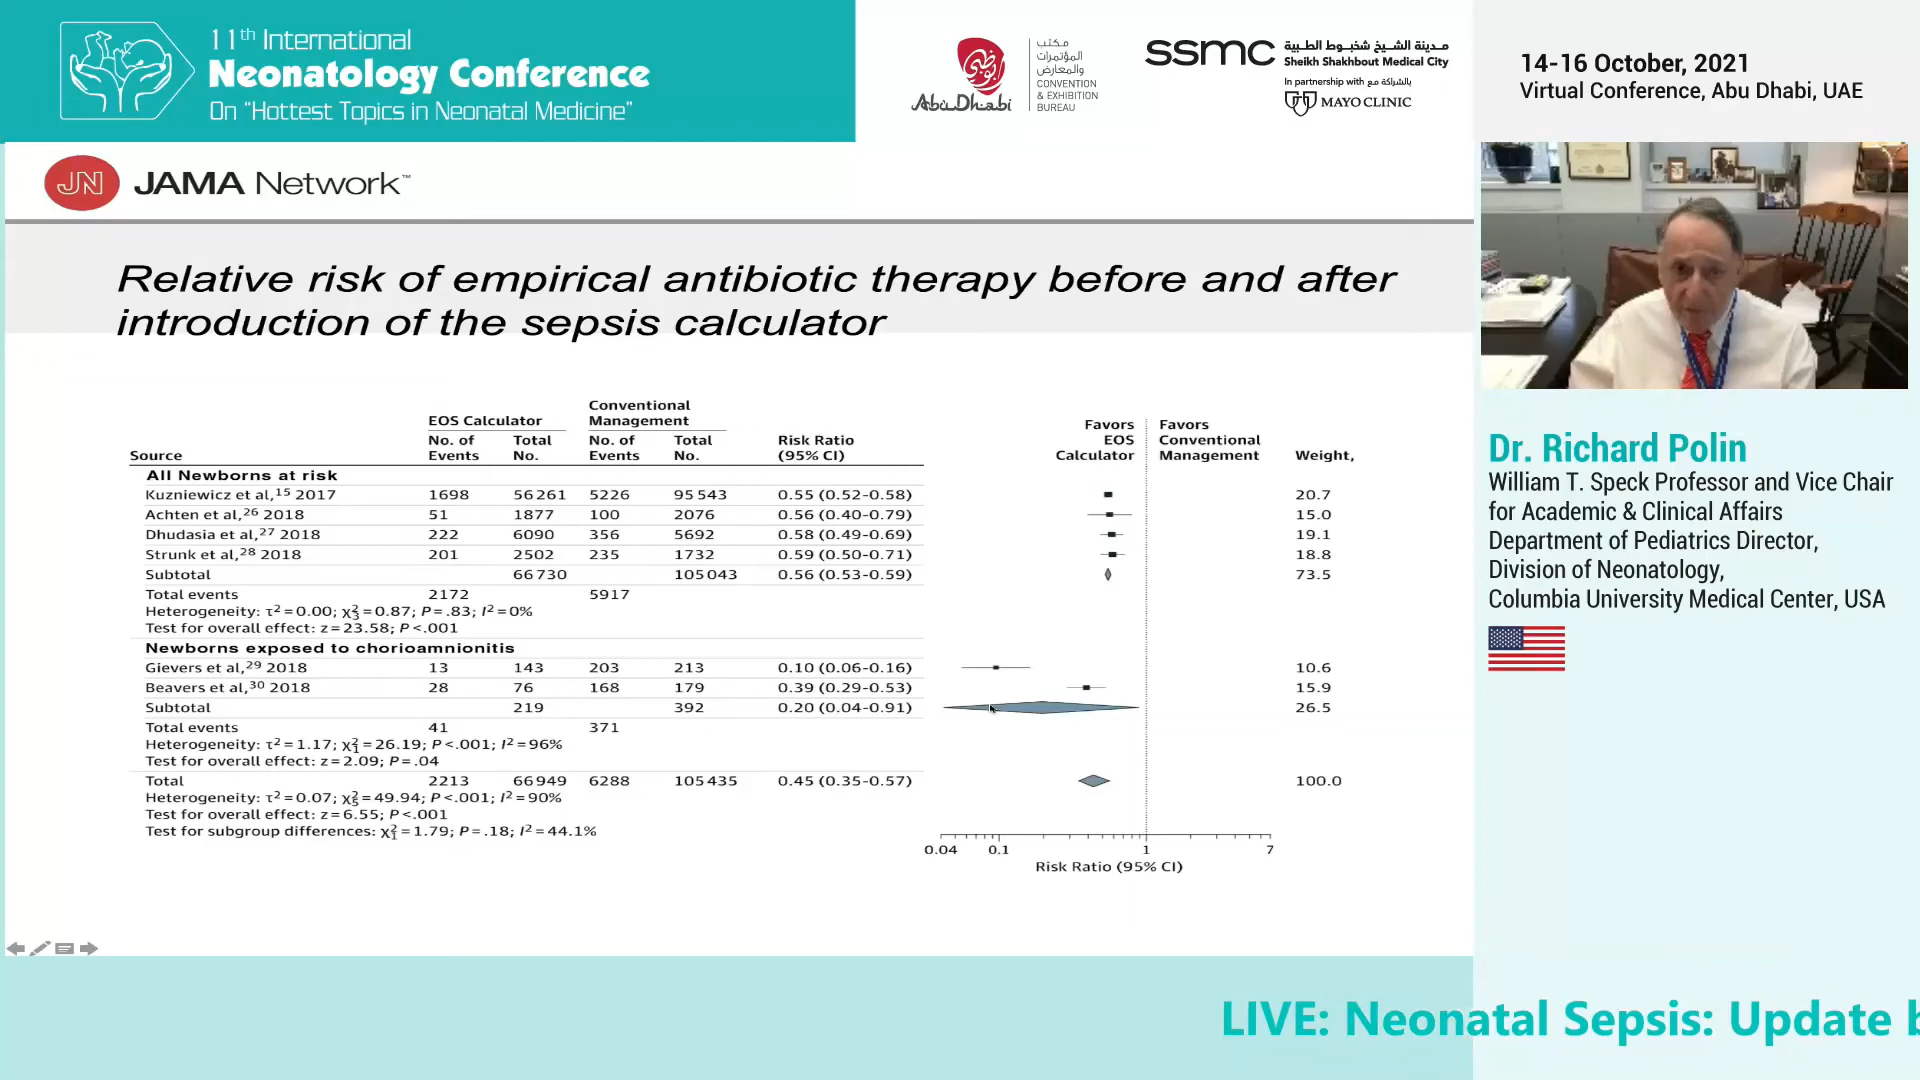 11th International
Neonatology Conference
On "Hottest Topics in Neonatal Medicine"
Abu Dhabi
مكتب
المؤتمرات
والمعارض
CONVENTION
& EXHIBITION
BUREAU
ssmc
مدينة الشيخ شخبوط الطبية
Sheikh Shakhbout Medical City
In partnership with بالشراكة مع
MAYO CLINIC
14-16 October, 2021
Virtual Conference, Abu Dhabi, UAE
JN JAMA Network™
Relative risk of empirical antibiotic therapy before and after
introduction of the sepsis calculator
Source EOS Calculator Conventional Management Risk Ratio (95% CI) Favors EOS Calculator Favors Conventional Management Weight,
No. of Events Total No. No. of Events Total No.
All Newborns at risk
Kuzniewicz et al,15 2017 1698 56261 5226 95543 0.55 (0.52-0.58) 20.7
Achten et al,26 2018 51 1877 100 2076 0.56 (0.40-0.79) 15.0
Dhudasia et al,27 2018 222 6090 356 5692 0.58 (0.49-0.69) 19.1
Strunk et al,28 2018 201 2502 235 1732 0.59 (0.50-0.71) 18.8
Subtotal 66730 105043 0.56 (0.53-0.59) 73.5
Total events 2172 5917
Heterogeneity: τ2=0.00; χ23=0.87; P=.83; I2=0%
Test for overall effect: z=23.58; P<.001
Newborns exposed to chorioamnionitis
Gievers et al,29 2018 13 143 203 213 0.10 (0.06-0.16) 10.6
Beavers et al,30 2018 28 76 168 179 0.39 (0.29-0.53) 15.9
Subtotal 219 392 0.20 (0.04-0.91) 26.5
Total events 41 371
Heterogeneity: τ2=1.17; χ21=26.19; P<.001; I2=96%
Test for overall effect: z=2.09; P=.04
Total 2213 66949 6288 105435 0.45 (0.35-0.57) 100.0
Heterogeneity: τ2=0.07; χ25=49.94; P<.001; I2=90%
Test for overall effect: z=6.55; P<.001
Test for subgroup differences: χ21=1.79; P=.18; I2=44.1%
0.04 0.1 1 7
Risk Ratio (95% CI)
Dr. Richard Polin
William T. Speck Professor and Vice Chair
for Academic & Clinical Affairs
Department of Pediatrics Director,
Division of Neonatology,
Columbia University Medical Center, USA
LIVE: Neonatal Sepsis: Update